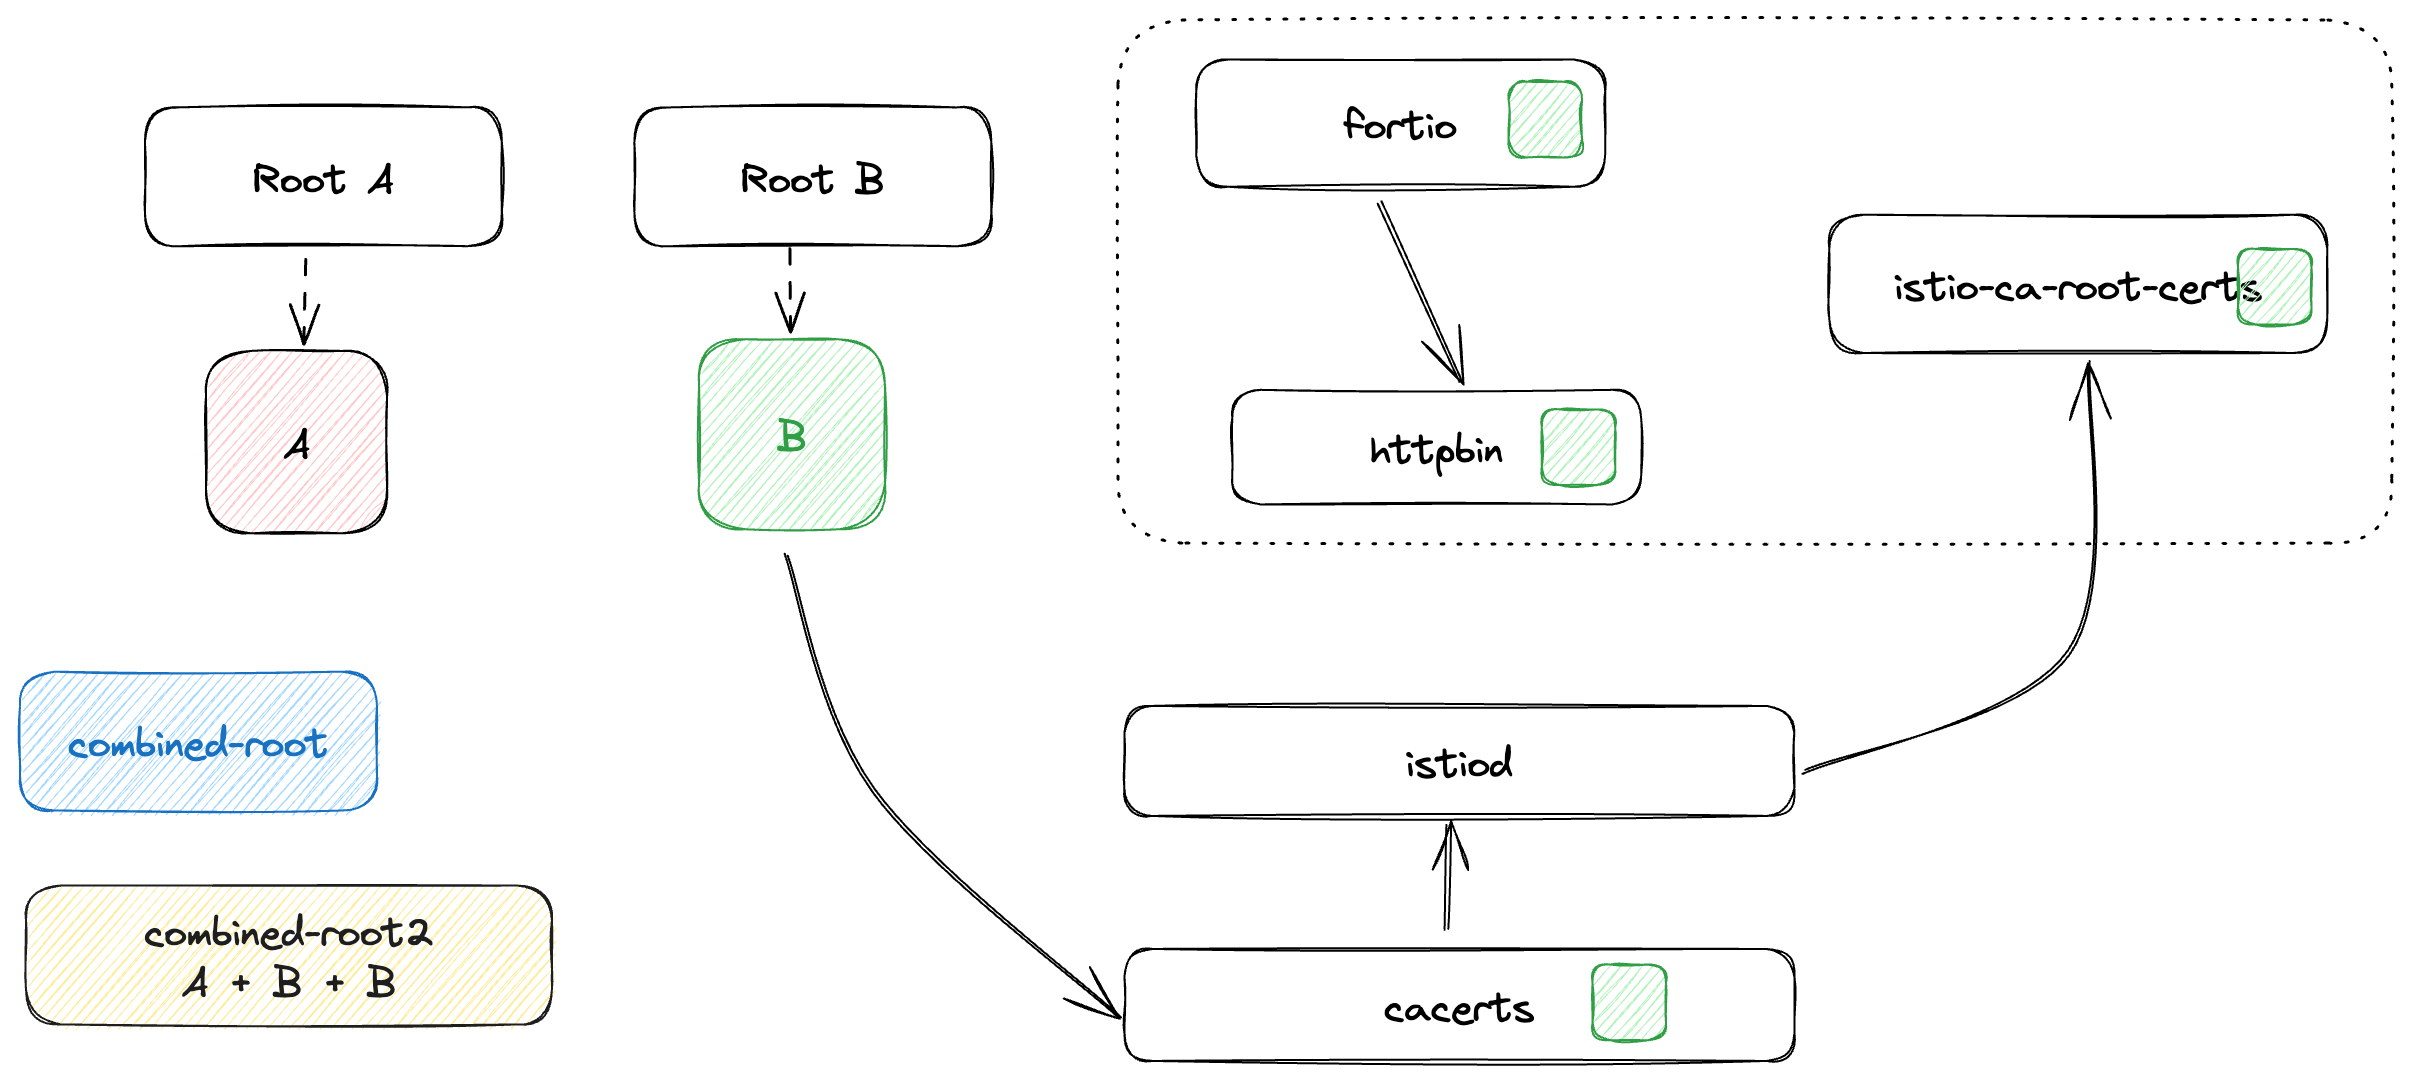 Root A
Root B
fortio
istio-ca-root-certs
A
B
httpbin
combined-root
istiod
combined-root2
A + B + B
cacerts